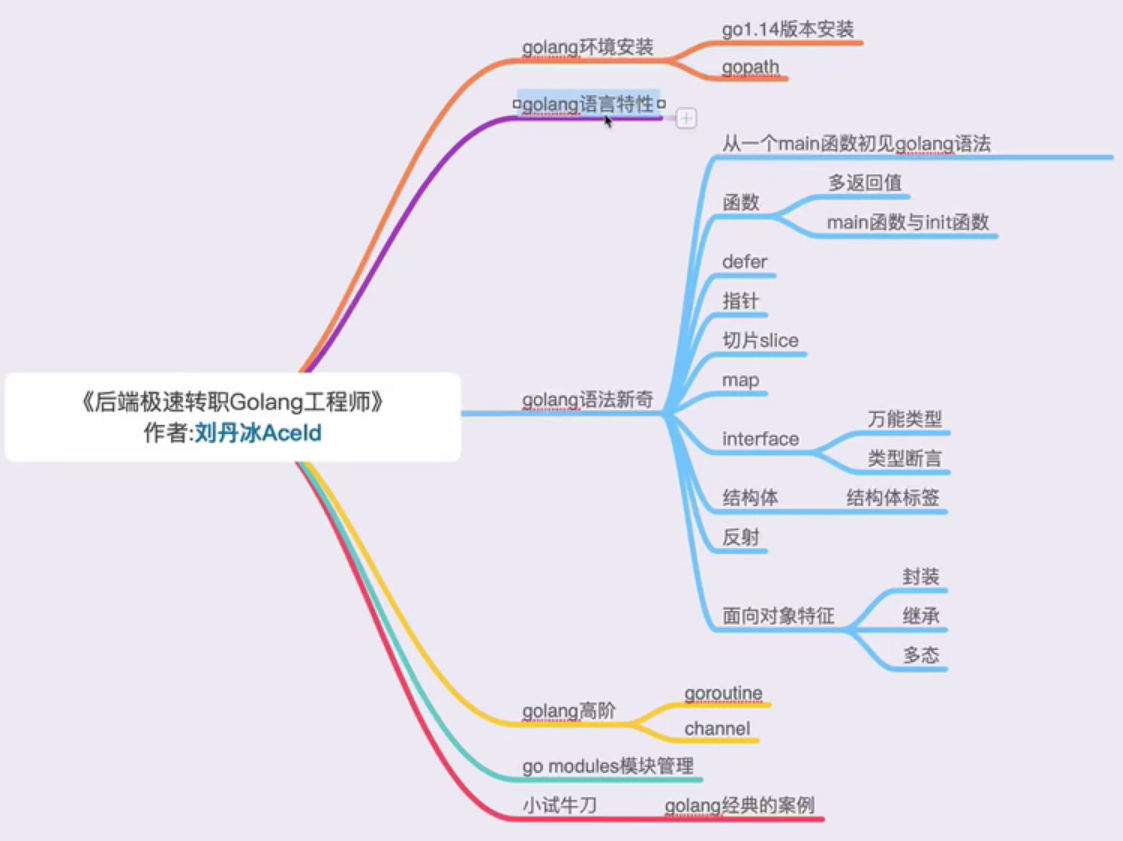 golang环境安装
go1.14版本安装
gopath
golang语言特性
golang语法新奇
从一个main函数初见golang语法
函数
多返回值
main函数与init函数
defer
指针
切片slice
map
interface
万能类型
类型断言
结构体
结构体标签
反射
面向对象特征
封装
继承
多态
《后端极速转职Golang工程师》
作者:刘丹冰Aceld
golang高阶
goroutine
channel
go modules模块管理
小试牛刀
golang经典的案例